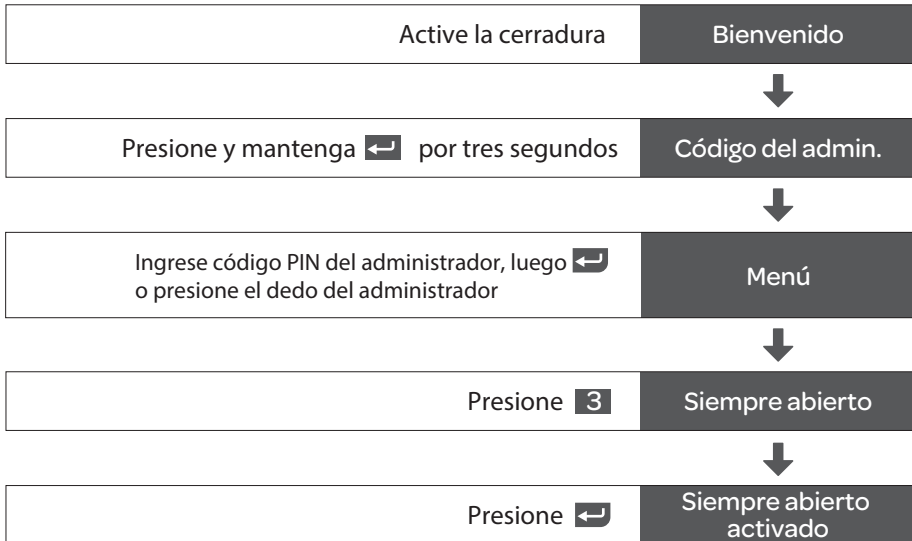 Active la cerradura Bienvenido
Presione y mantenga ↵ por tres segundos Código del admin.
Ingrese código PIN del administrador, luego ↵
o presione el dedo del administrador
Menú
Presione 3 Siempre abierto
Presione ↵ Siempre abierto
activado